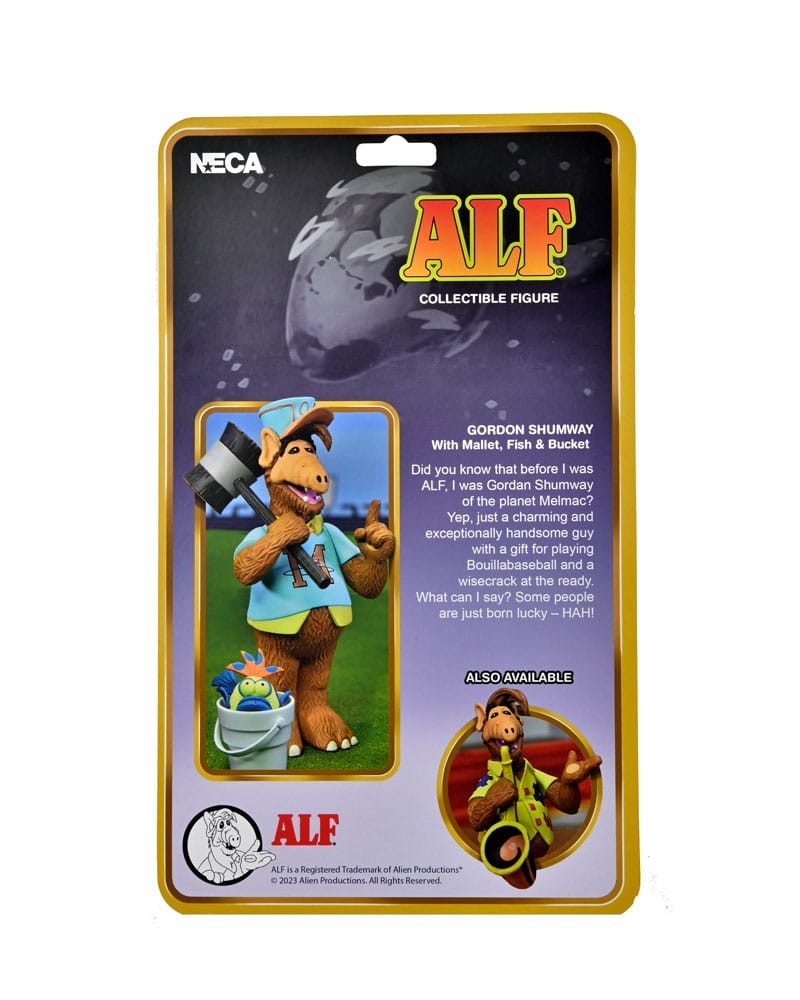 NECA
ALF®
COLLECTIBLE FIGURE
GORDON SHUMWAY
With Mallet, Fish & Bucket
Did you know that before I was
ALF, I was Gordan Shumway
of the planet Melmac?
Yep, just a charming and
exceptionally handsome guy
with a gift for playing
Bouillabaseball and a
wisecrack at the ready.
What can I say? Some people
are just born lucky – HAH!
M
ALSO AVAILABLE
ALF
ALF is a Registered Trademark of Alien Productions®
© 2023 Alien Productions. All Rights Reserved.